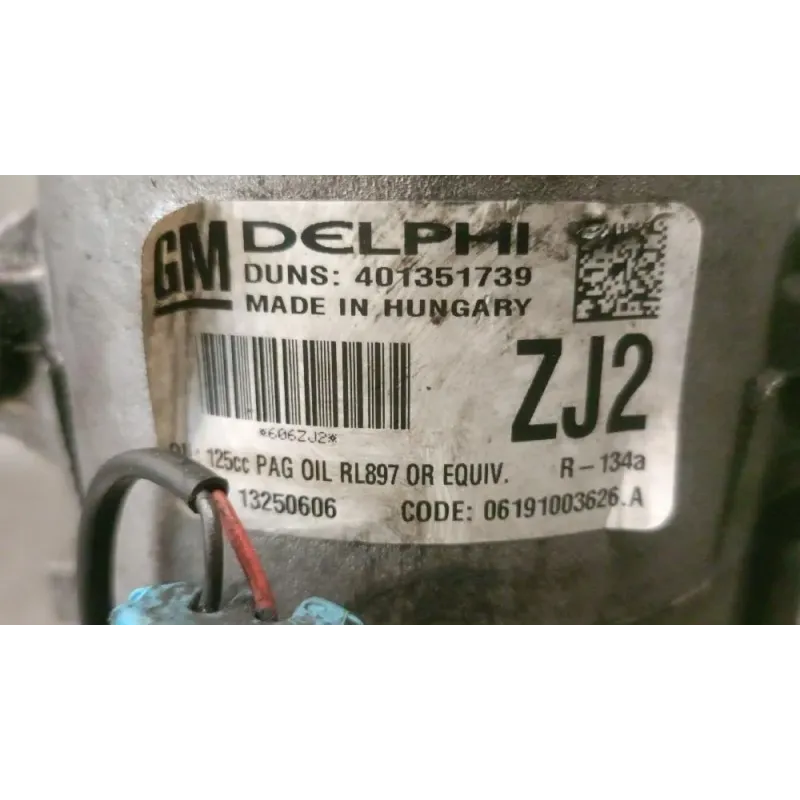 GM DELPHI
DUNS: 401351739
MADE IN HUNGARY
ZJ2
*606ZJ2*
125cc PAG OIL RL897 OR EQUIV. R-134a
13250606 CODE: 06191003626.A